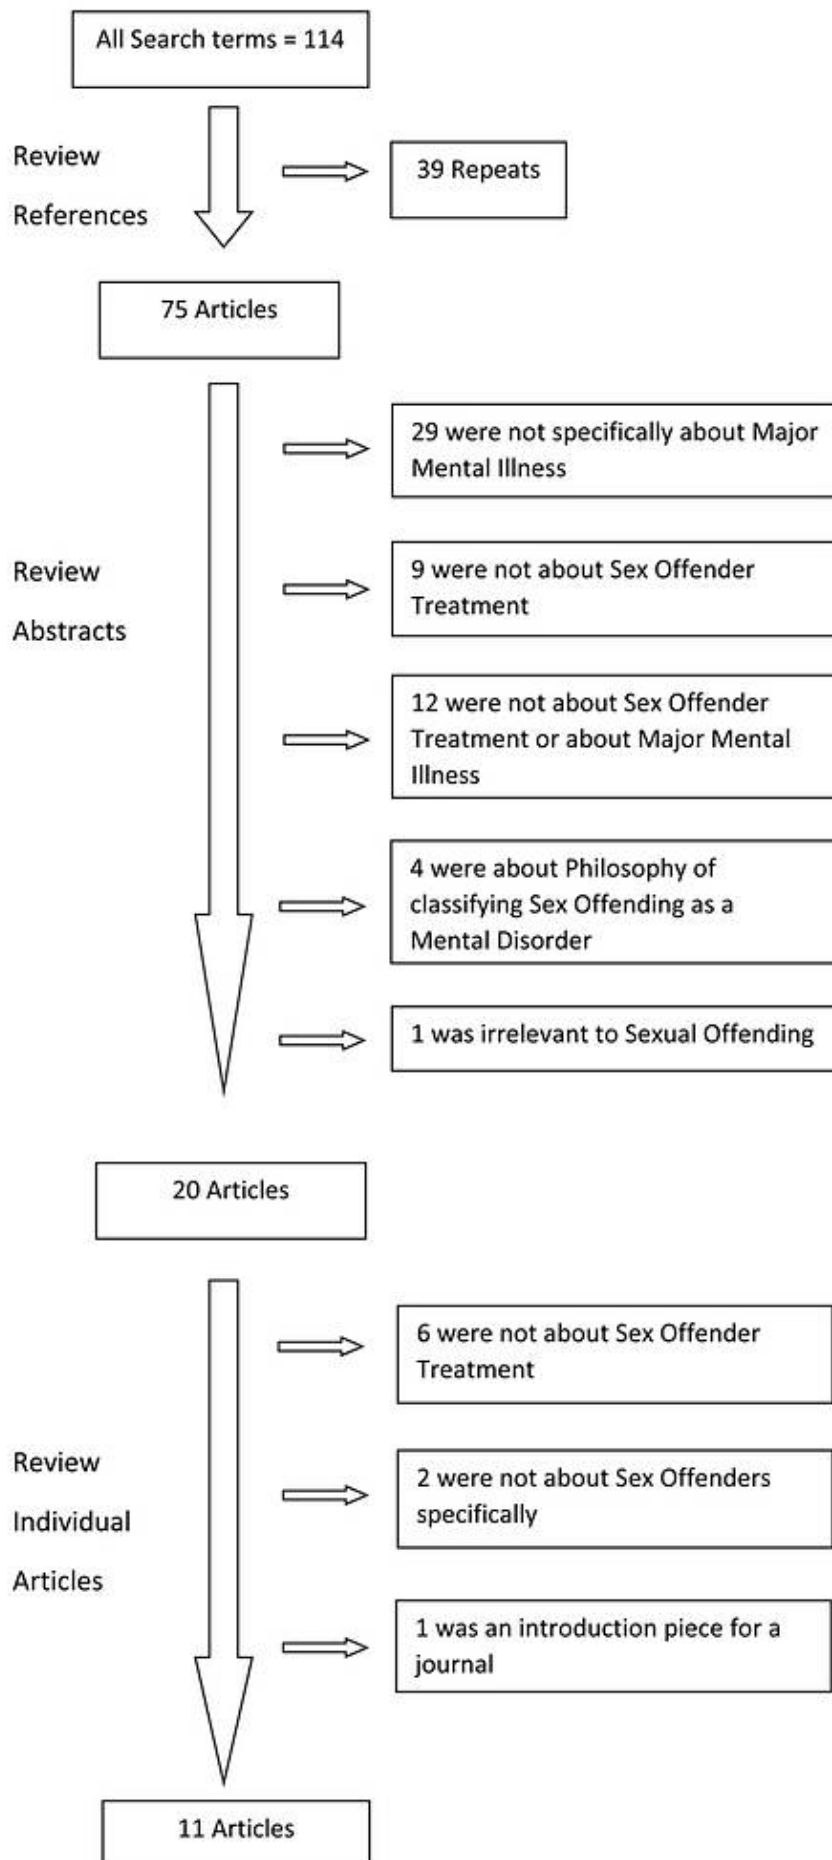 All Search terms = 114
Review
References
39 Repeats
75 Articles
29 were not specifically about Major
Mental Illness
Review
Abstracts
9 were not about Sex Offender
Treatment
12 were not about Sex Offender
Treatment or about Major Mental
Illness
4 were about Philosophy of
classifying Sex Offending as a
Mental Disorder
1 was irrelevant to Sexual Offending
20 Articles
6 were not about Sex Offender
Treatment
Review
Individual
Articles
2 were not about Sex Offenders
specifically
1 was an introduction piece for a
journal
11 Articles